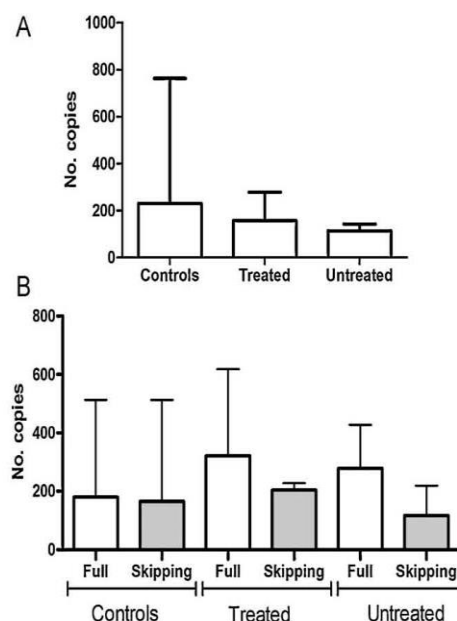 A
No. copies
1000
800
600
400
200
0
Controls Treated Untreated
B
No. copies
800
600
400
200
0
Full Skipping Full Skipping Full Skipping
Controls Treated Untreated